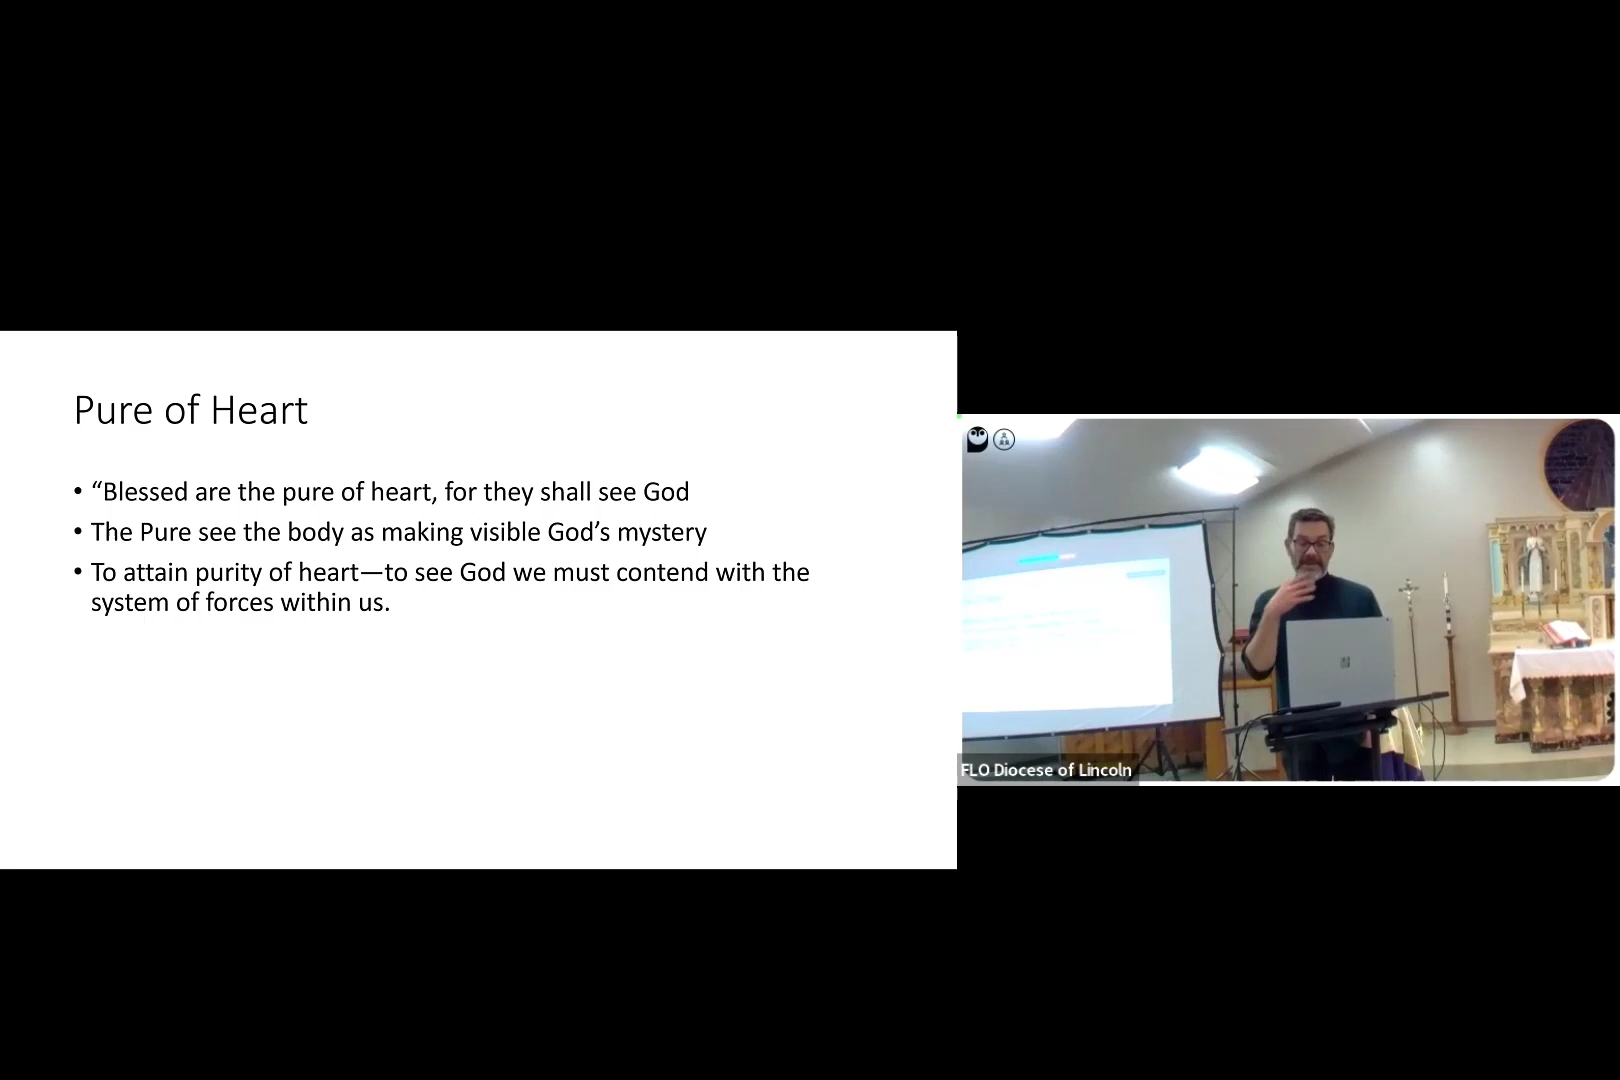 Pure of Heart
• “Blessed are the pure of heart, for they shall see God
• The Pure see the body as making visible God’s mystery
• To attain purity of heart—to see God we must contend with the
system of forces within us.
FLO Diocese of Lincoln